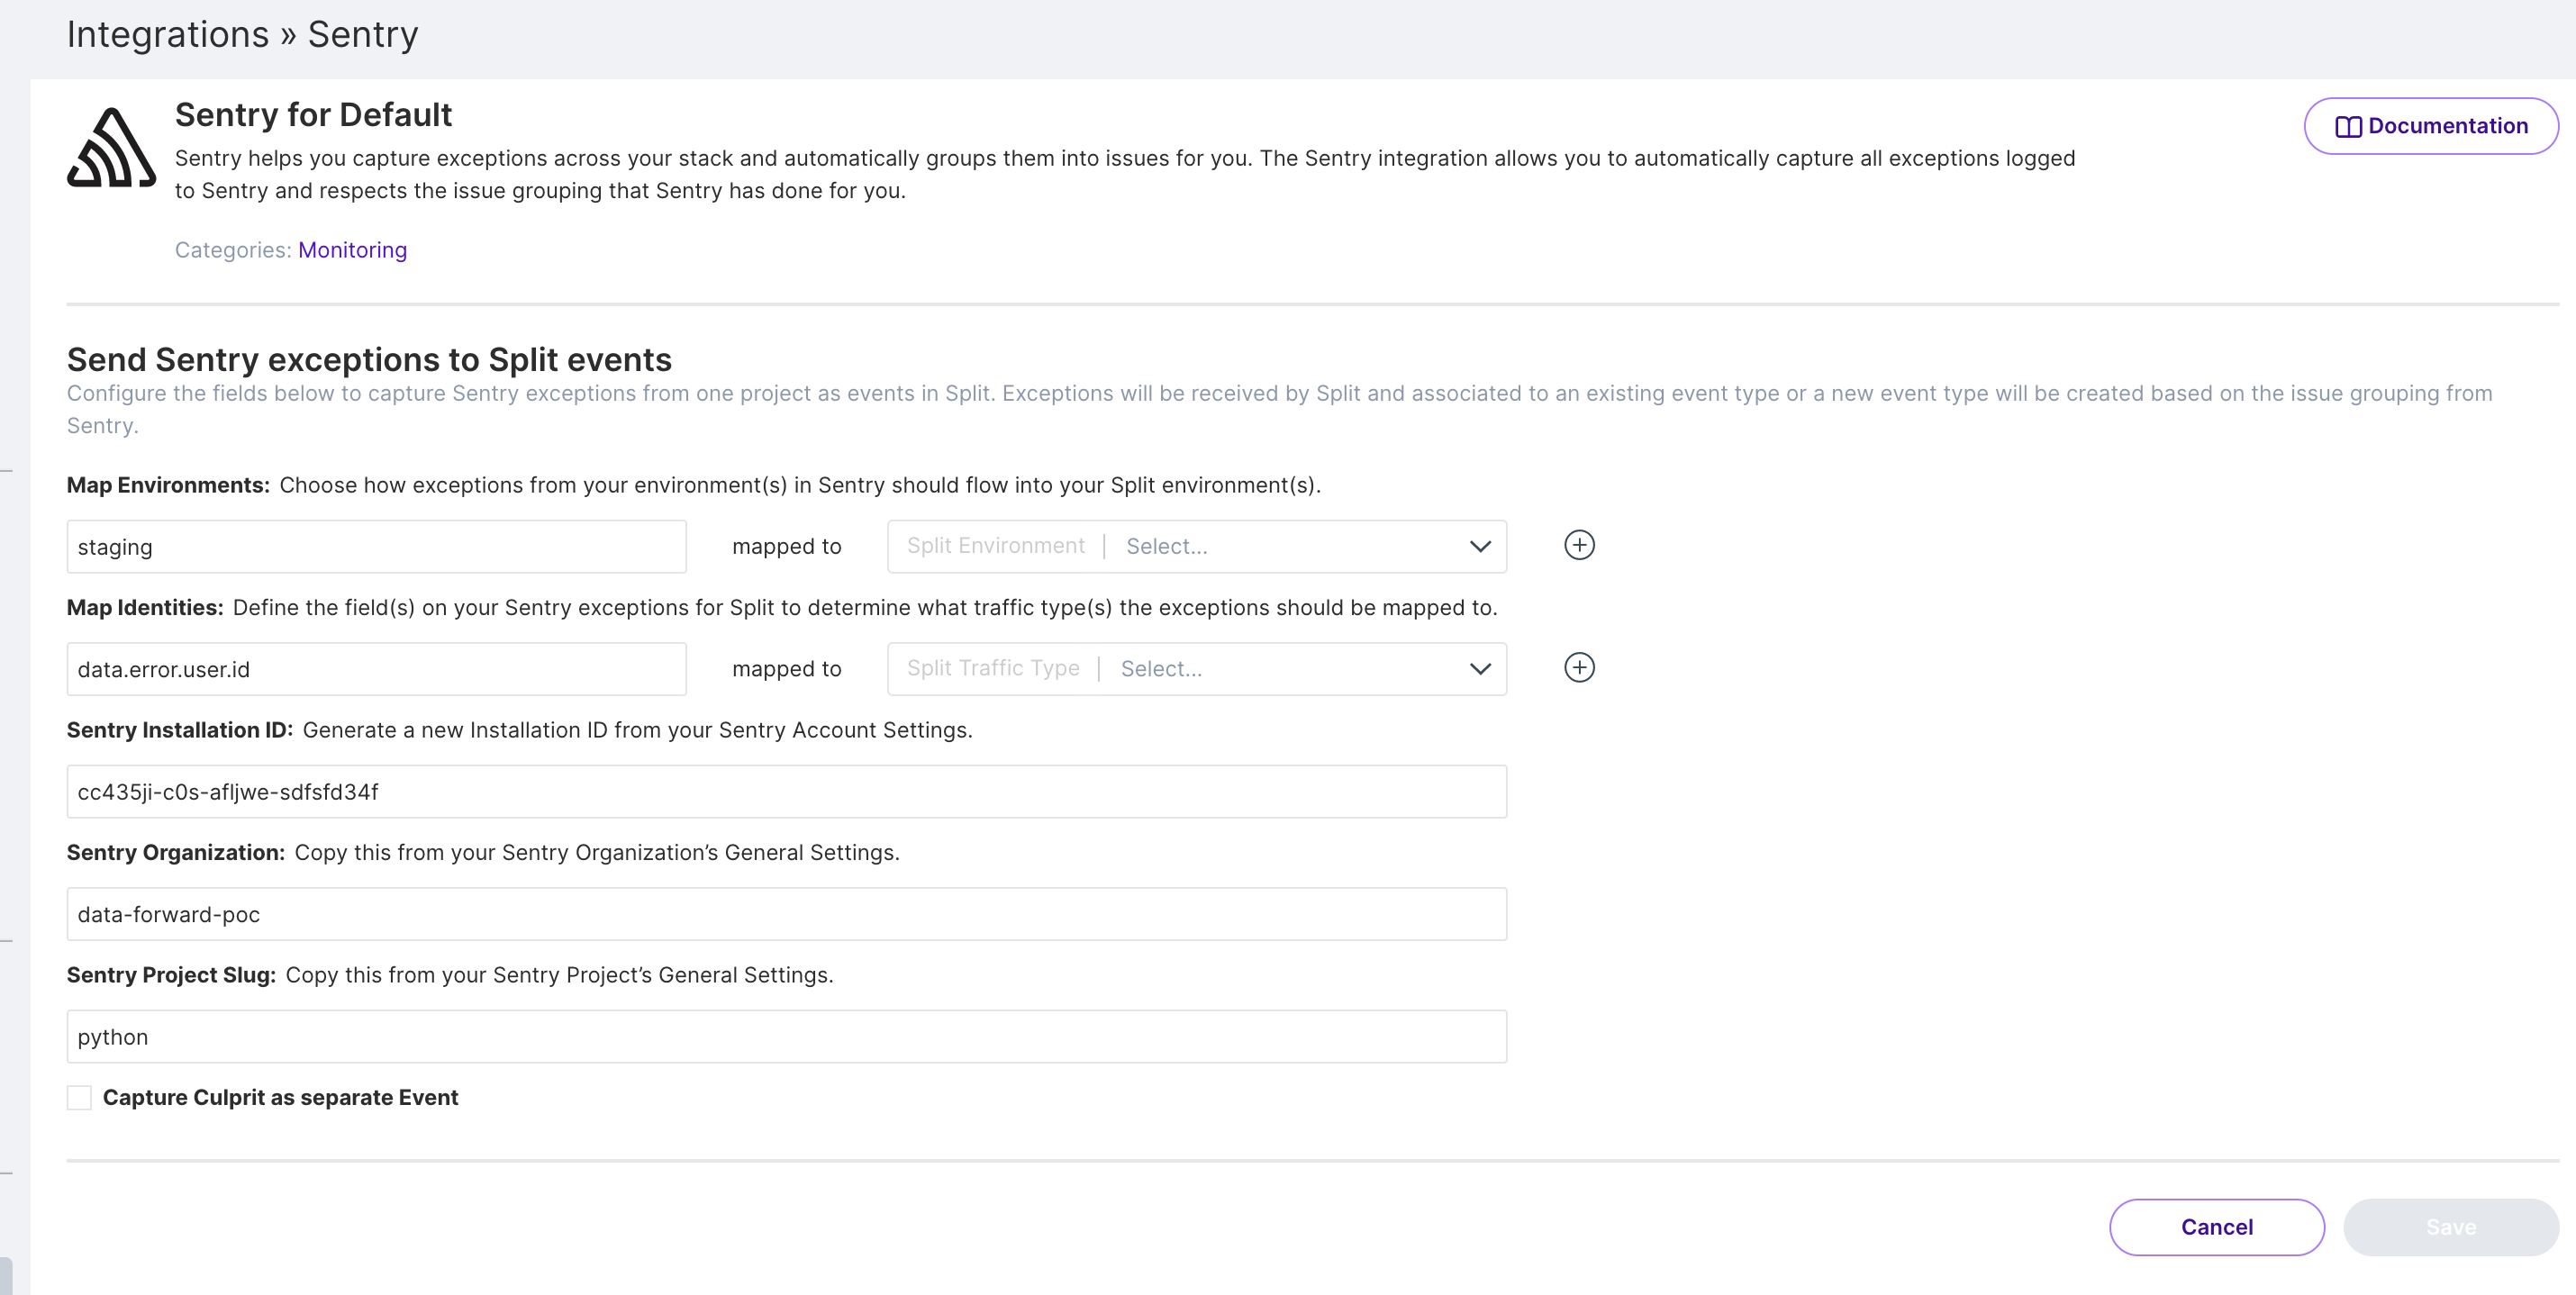 Integrations » Sentry
Sentry for Default
Documentation
Sentry helps you capture exceptions across your stack and automatically groups them into issues for you. The Sentry integration allows you to automatically capture all exceptions logged
to Sentry and respects the issue grouping that Sentry has done for you.
Categories: Monitoring
Send Sentry exceptions to Split events
Configure the fields below to capture Sentry exceptions from one project as events in Split. Exceptions will be received by Split and associated to an existing event type or a new event type will be created based on the issue grouping from
Sentry.
Map Environments: Choose how exceptions from your environment(s) in Sentry should flow into your Split environment(s).
staging mapped to Split Environment | Select...
Map Identities: Define the field(s) on your Sentry exceptions for Split to determine what traffic type(s) the exceptions should be mapped to.
data.error.user.id mapped to Split Traffic Type | Select...
Sentry Installation ID: Generate a new Installation ID from your Sentry Account Settings.
cc435ji-c0s-afljwe-sdfsfd34f
Sentry Organization: Copy this from your Sentry Organization’s General Settings.
data-forward-poc
Sentry Project Slug: Copy this from your Sentry Project’s General Settings.
python
Capture Culprit as separate Event
Cancel Save